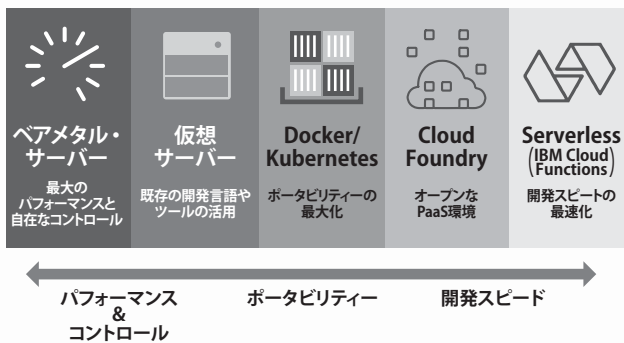 ベアメタル・
サーバー
最大の
パフォーマンスと
自在なコントロール
仮想
サーバー
既存の開発言語や
ツールの活用
Docker/
Kubernetes
ポータビリティーの
最大化
Cloud
Foundry
オープンな
PaaS環境
Serverless
(IBM Cloud
Functions)
開発スピートの
最速化
パフォーマンス
&
コントロール
ポータビリティー
開発スピード